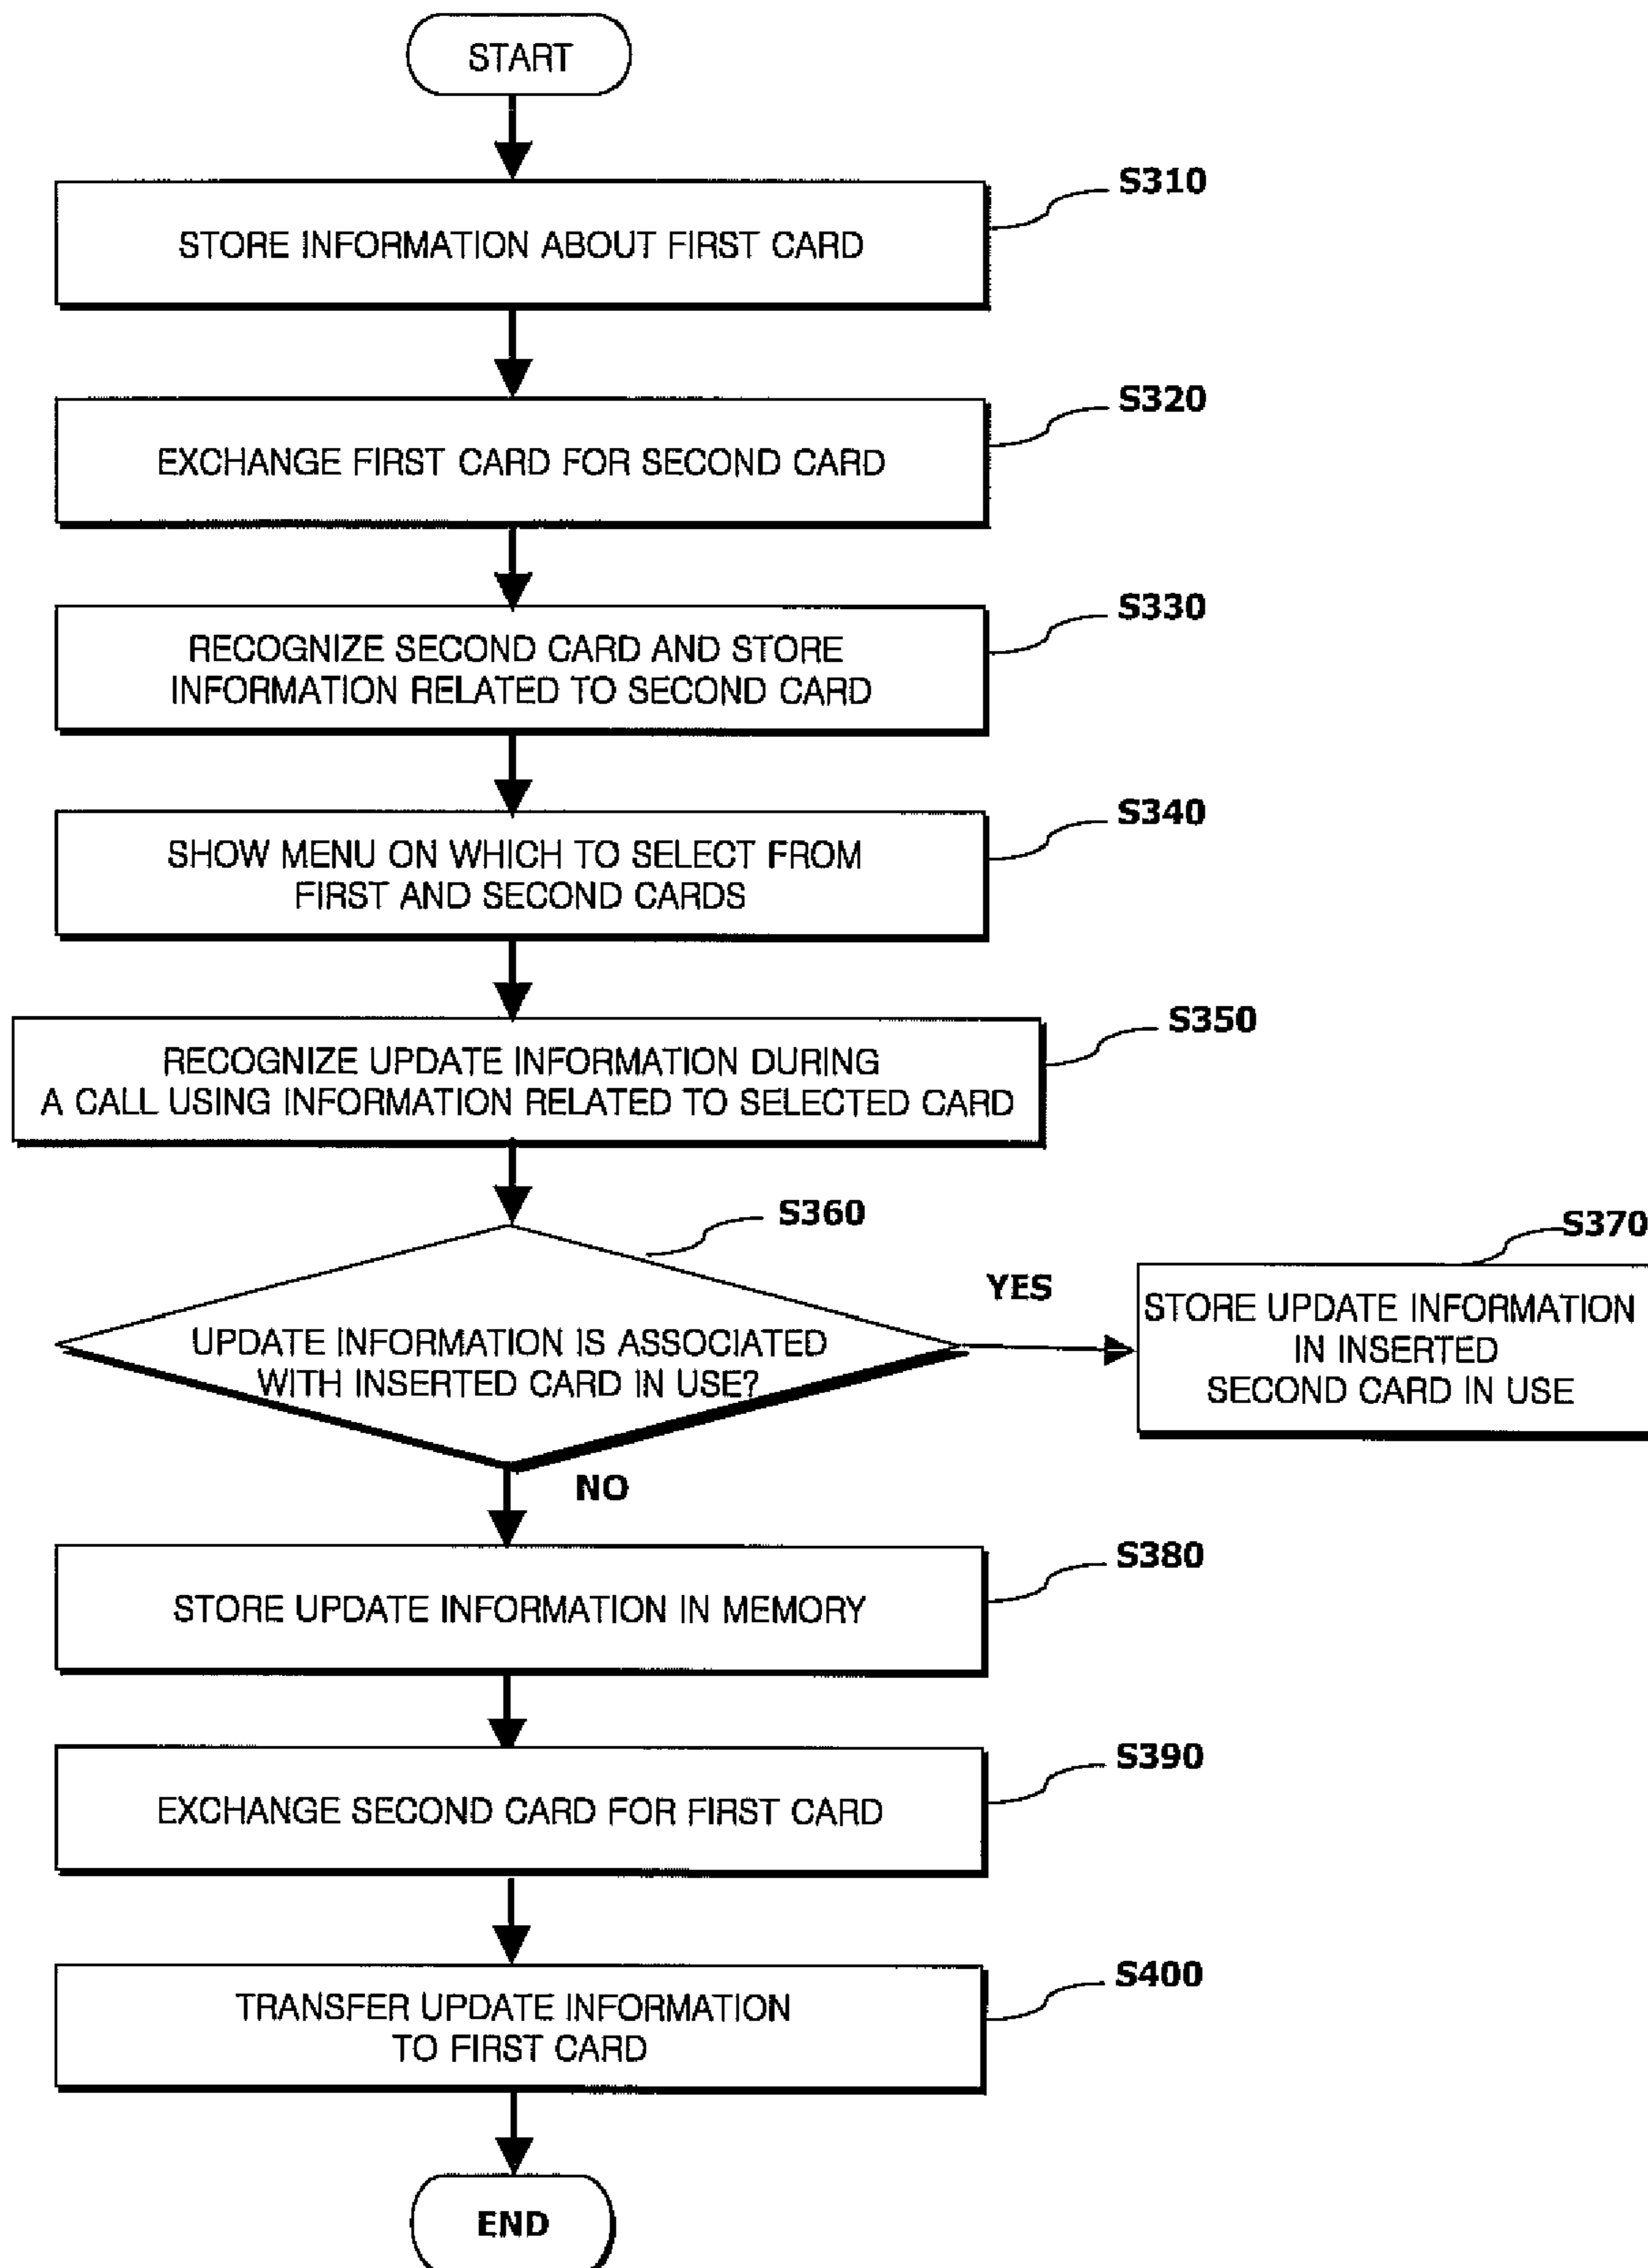 START
S310
STORE INFORMATION ABOUT FIRST CARD
S320
EXCHANGE FIRST CARD FOR SECOND CARD
S330
RECOGNIZE SECOND CARD AND STORE
INFORMATION RELATED TO SECOND CARD
S340
SHOW MENU ON WHICH TO SELECT FROM
FIRST AND SECOND CARDS
S350
RECOGNIZE UPDATE INFORMATION DURING
A CALL USING INFORMATION RELATED TO SELECTED CARD
S360
UPDATE INFORMATION IS ASSOCIATED
WITH INSERTED CARD IN USE?
YES
S370
STORE UPDATE INFORMATION
IN INSERTED
SECOND CARD IN USE
NO
S380
STORE UPDATE INFORMATION IN MEMORY
S390
EXCHANGE SECOND CARD FOR FIRST CARD
S400
TRANSFER UPDATE INFORMATION
TO FIRST CARD
END